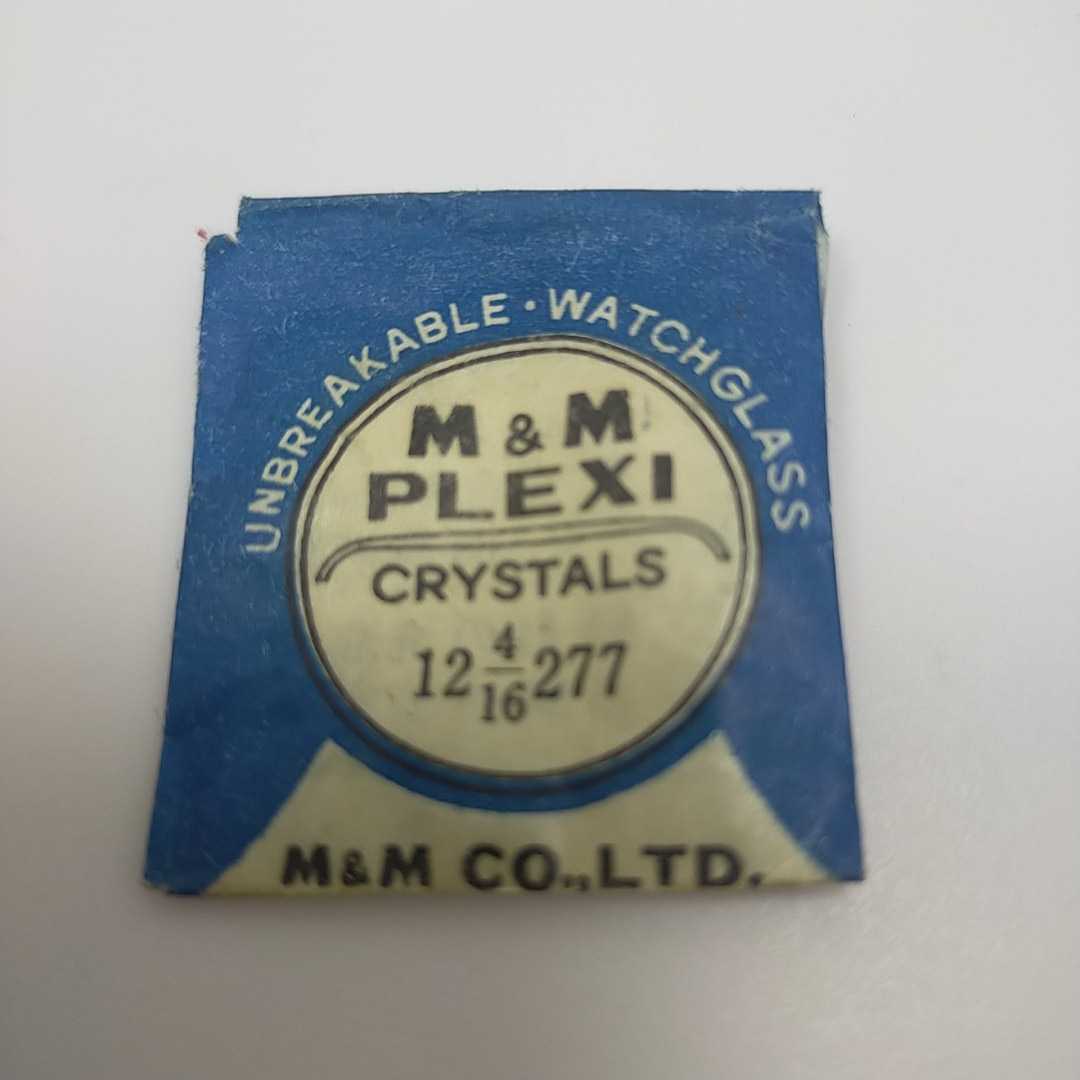 UNBREAKABLE · WATCHGLASS
M & M
PLEXI
CRYSTALS
12 4/16 277
M & M CO., LTD.